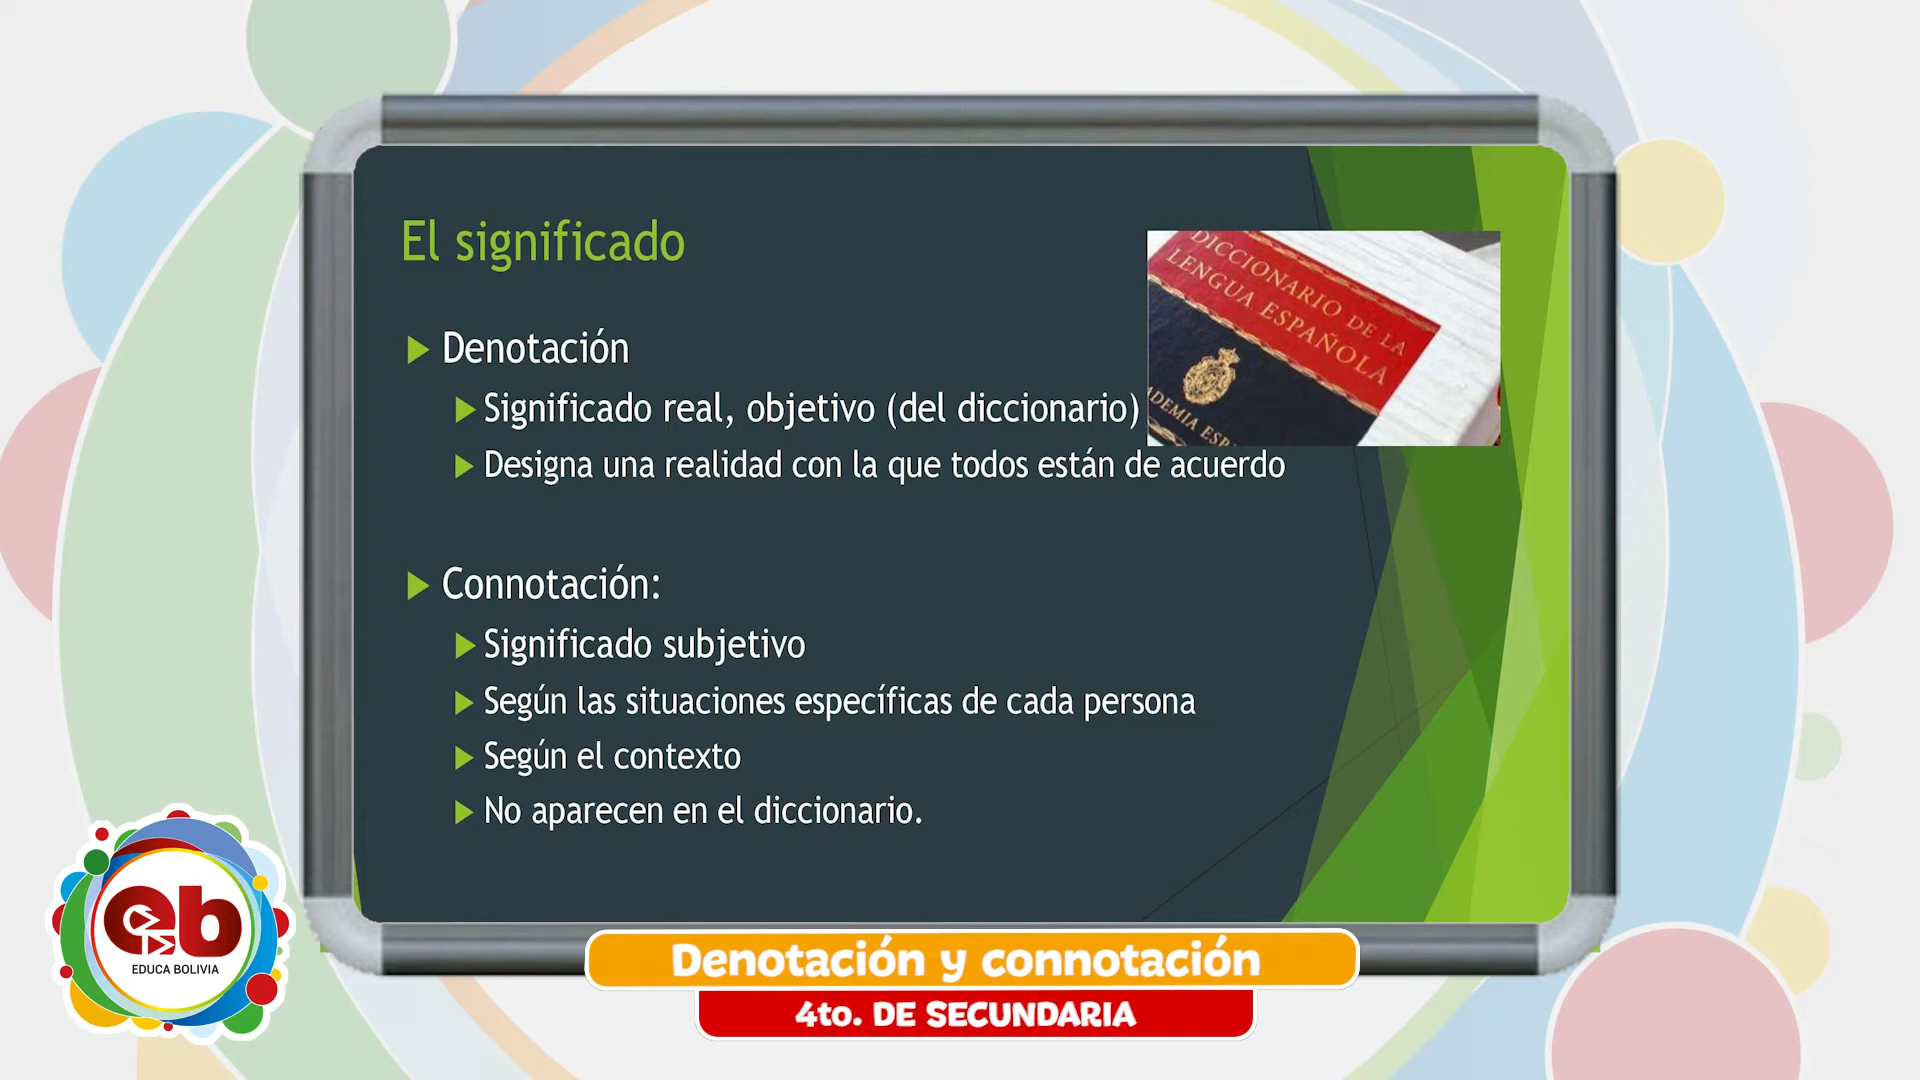 El significado
DICCIONARIO DE LA
LENGUA ESPAÑOLA
Denotación
Significado real, objetivo (del diccionario)
Designa una realidad con la que todos están de acuerdo
Connotación:
Significado subjetivo
Según las situaciones específicas de cada persona
Según el contexto
No aparecen en el diccionario.
eb
EDUCA BOLIVIA
Denotación y connotación
4to. DE SECUNDARIA